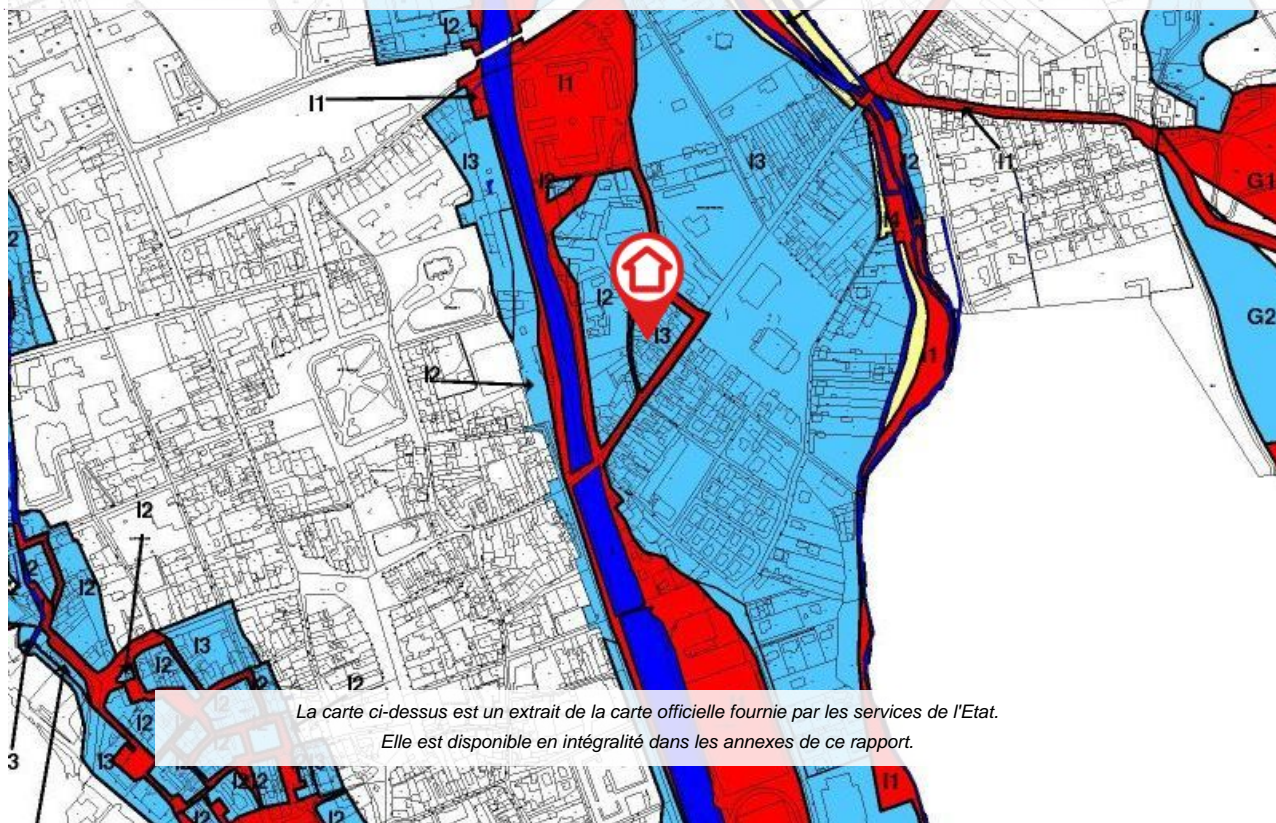 I2
I1
I1
I3
I3
I2
I1
I2
G1
I2
I3
G2
I1
I2
I2
I2
I2
I3
I2
I2
I2
I3
I2
I2
I1
I2
I2
La carte ci-dessus est un extrait de la carte officielle fournie par les services de l'Etat.
Elle est disponible en intégralité dans les annexes de ce rapport.